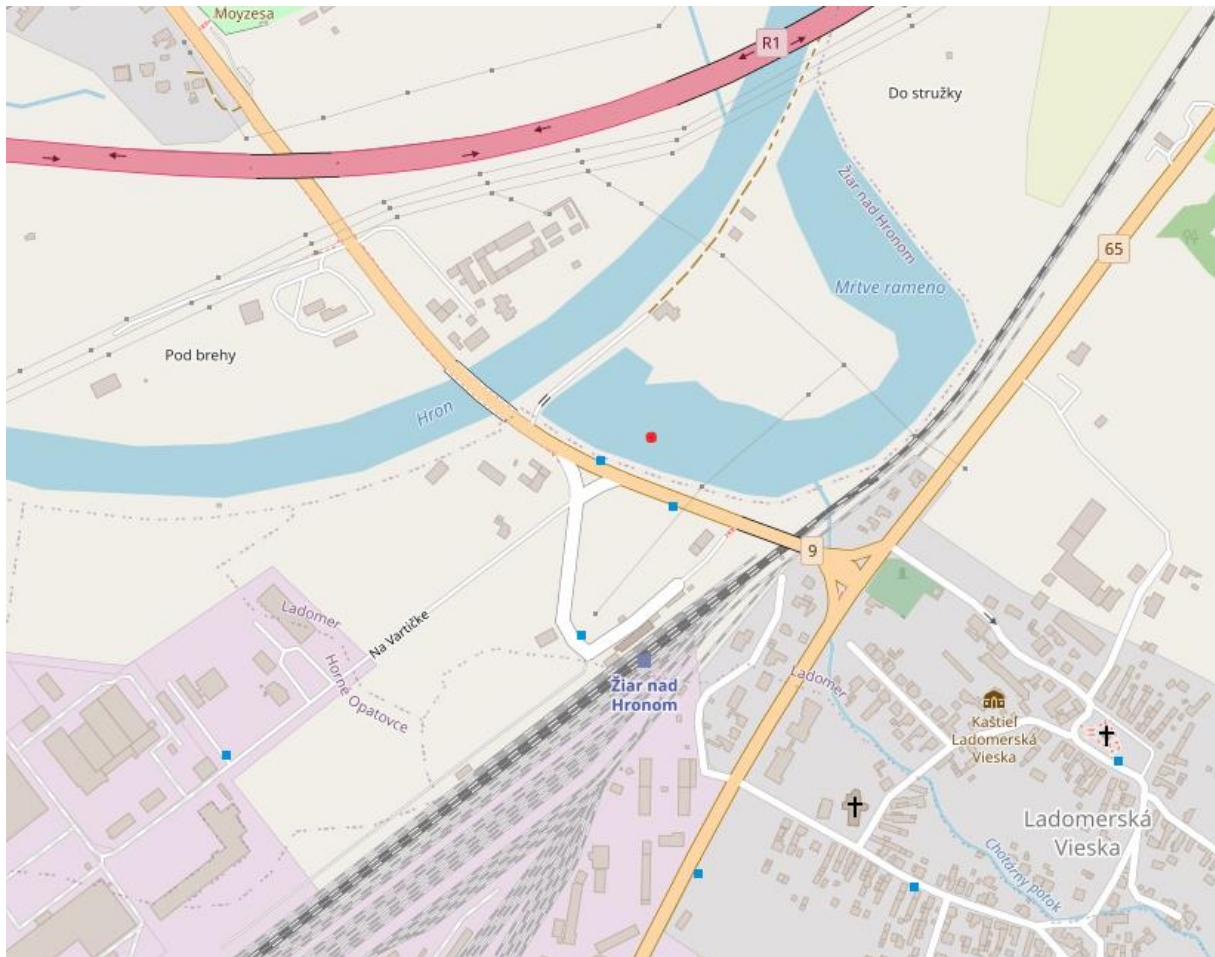 Moyzesa
R1
Do stružky
Žiar nad Hronom
65
Mŕtve rameno
Pod brehy
Hron
9
Ladomer
Na Vartičke
Horné Opatovce
Žiar nad
Hronom
Ladomer
Kaštieľ
Ladomerská
Vieska
Ladomerská
Vieska
Chotárny potok